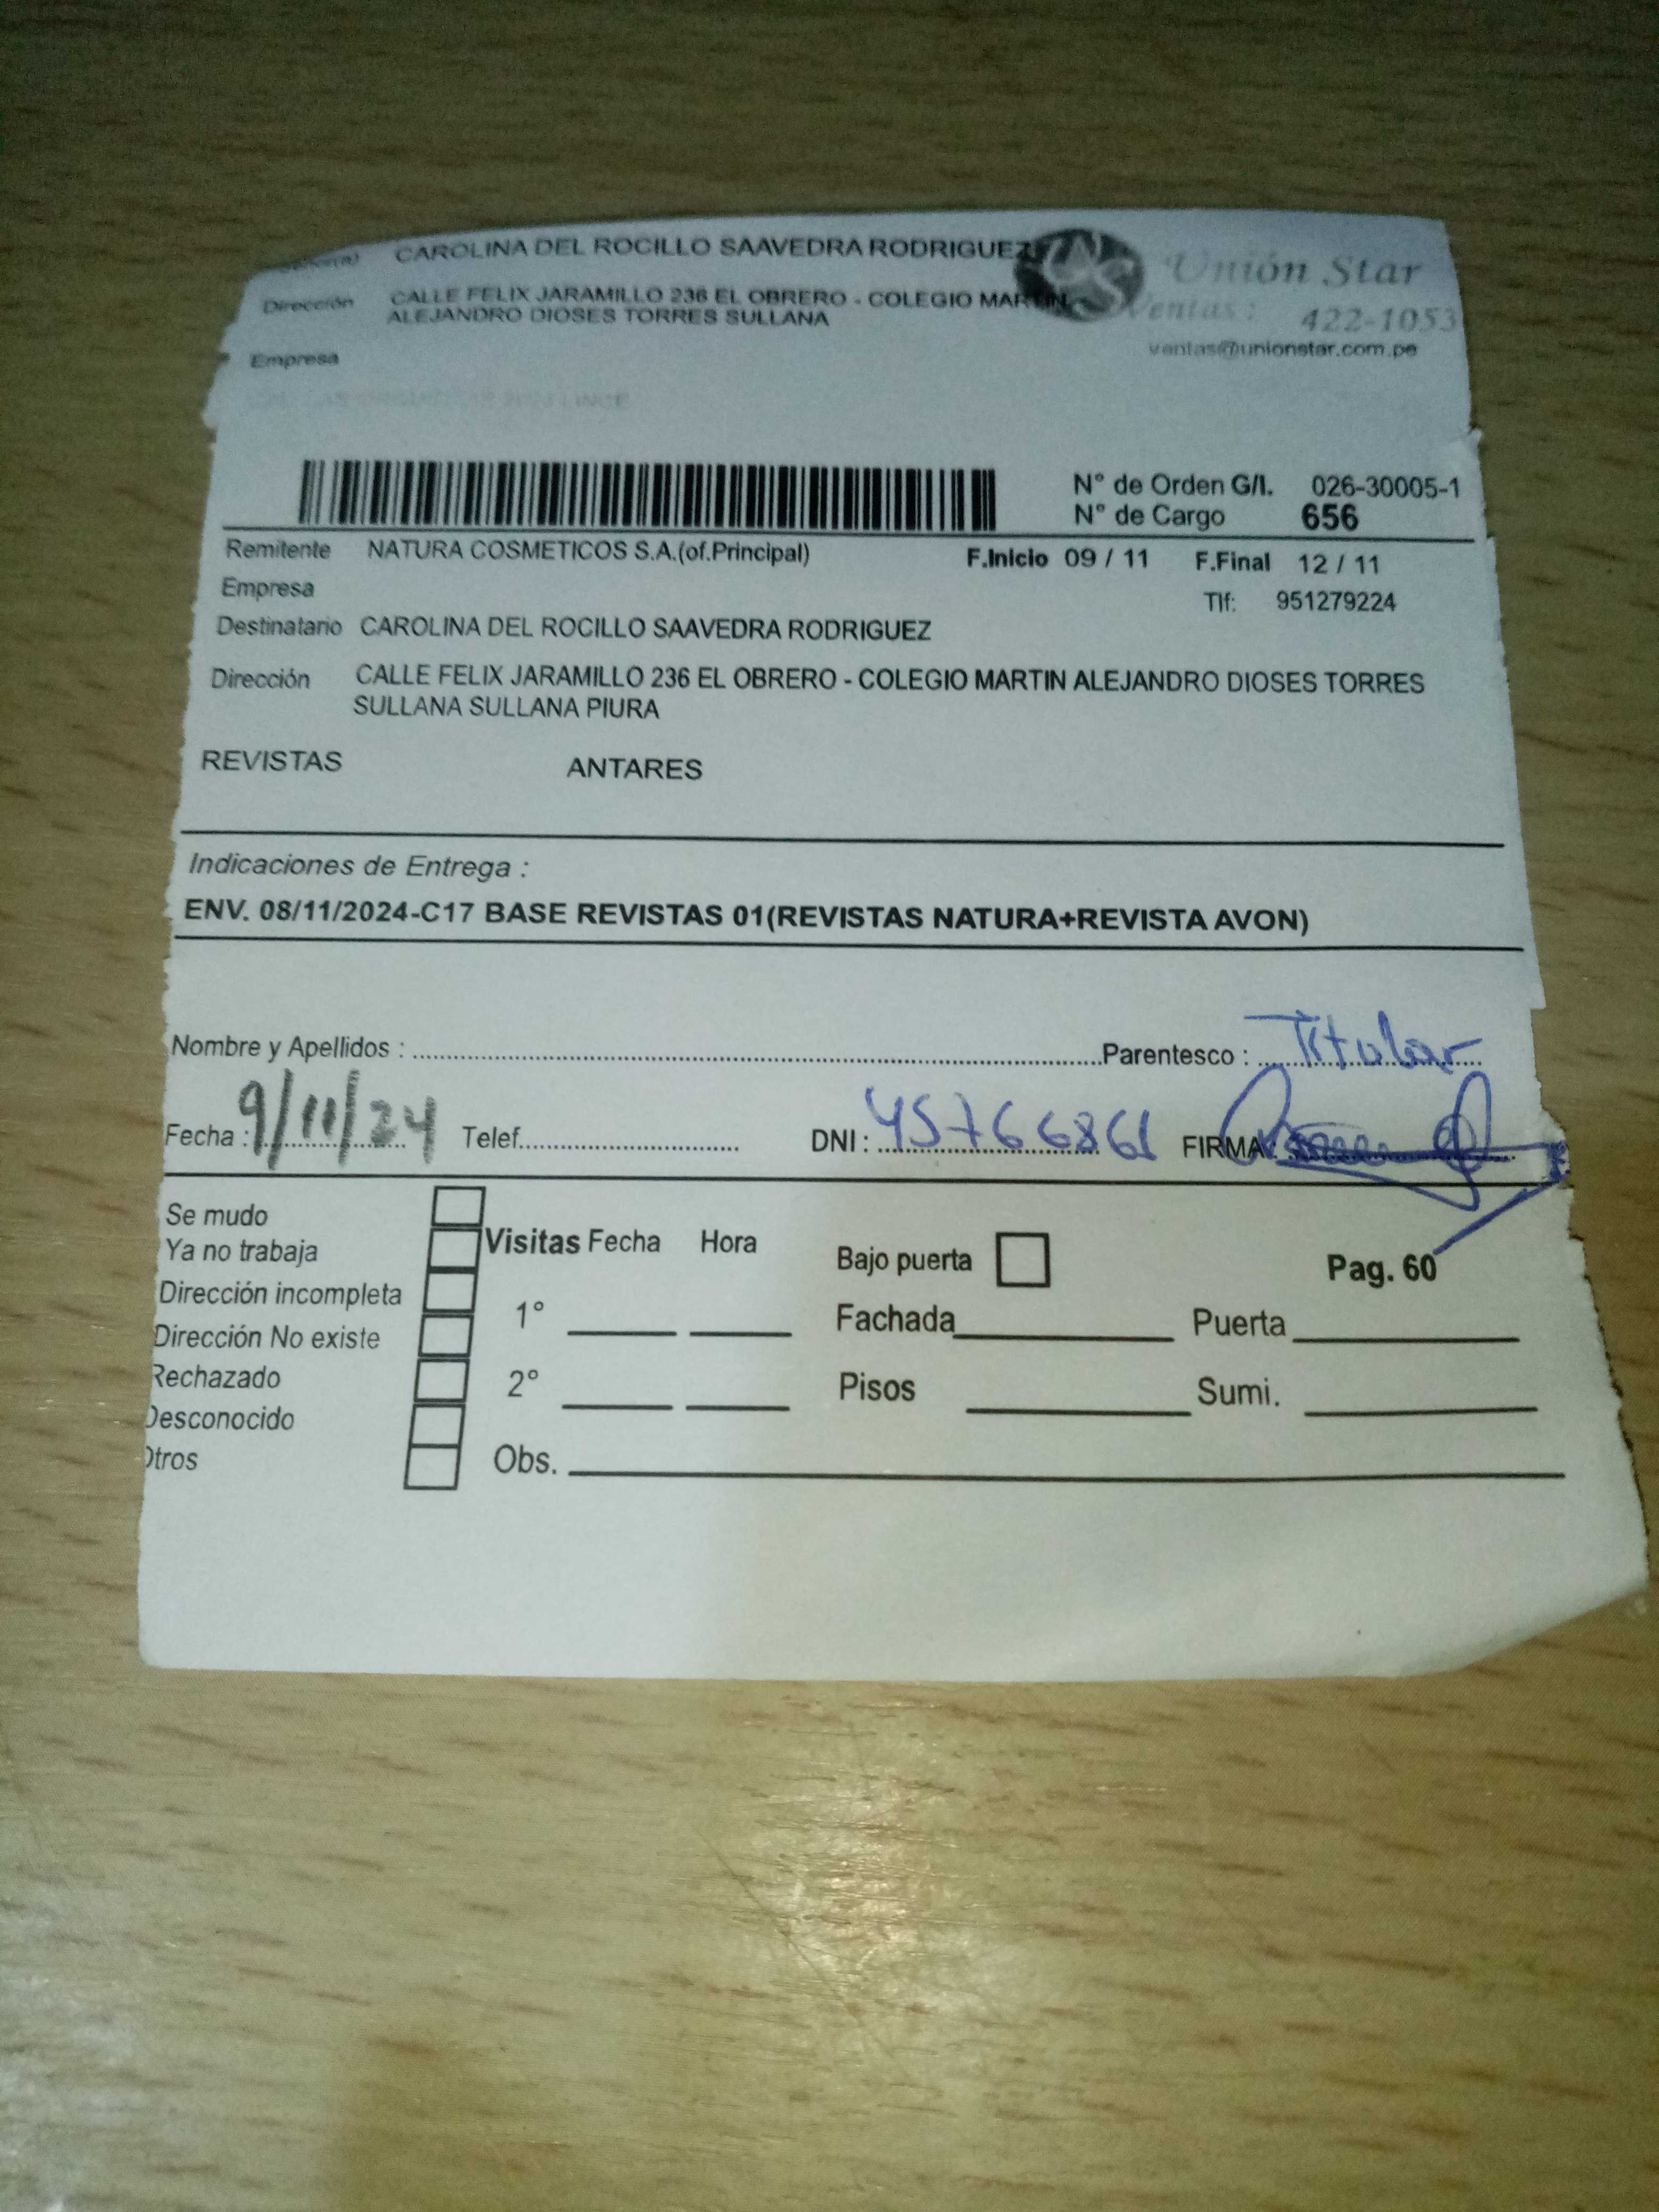 CAROLINA DEL ROCILLO SAAVEDRA RODRIGUEZ
Unión Star
Dirección CALLE FELIX JARAMILLO 236 EL OBRERO - COLEGIO MARTIN
ALEJANDRO DIOSES TORRES SULLANA
Ventas: 422-1053
ventas@unionstar.com.pe
Empresa
N° de Orden G/I. 026-30005-1
N° de Cargo 656
Remitente NATURA COSMETICOS S.A.(of.Principal) F.Inicio 09 / 11 F.Final 12 / 11
Empresa Tlf: 951279224
Destinatario CAROLINA DEL ROCILLO SAAVEDRA RODRIGUEZ
Dirección CALLE FELIX JARAMILLO 236 EL OBRERO - COLEGIO MARTIN ALEJANDRO DIOSES TORRES
SULLANA SULLANA PIURA
REVISTAS ANTARES
Indicaciones de Entrega :
ENV. 08/11/2024-C17 BASE REVISTAS 01(REVISTAS NATURA+REVISTA AVON)
Nombre y Apellidos : Parentesco : Titular
Fecha : 9/11/24 Telef. DNI : 45766861 FIRMA:
Se mudo
Ya no trabaja
Dirección incompleta
Dirección No existe
Rechazado
Desconocido
Otros
Visitas Fecha Hora
1°
2°
Obs.
Bajo puerta Pag. 60
Fachada Puerta
Pisos Sumi.